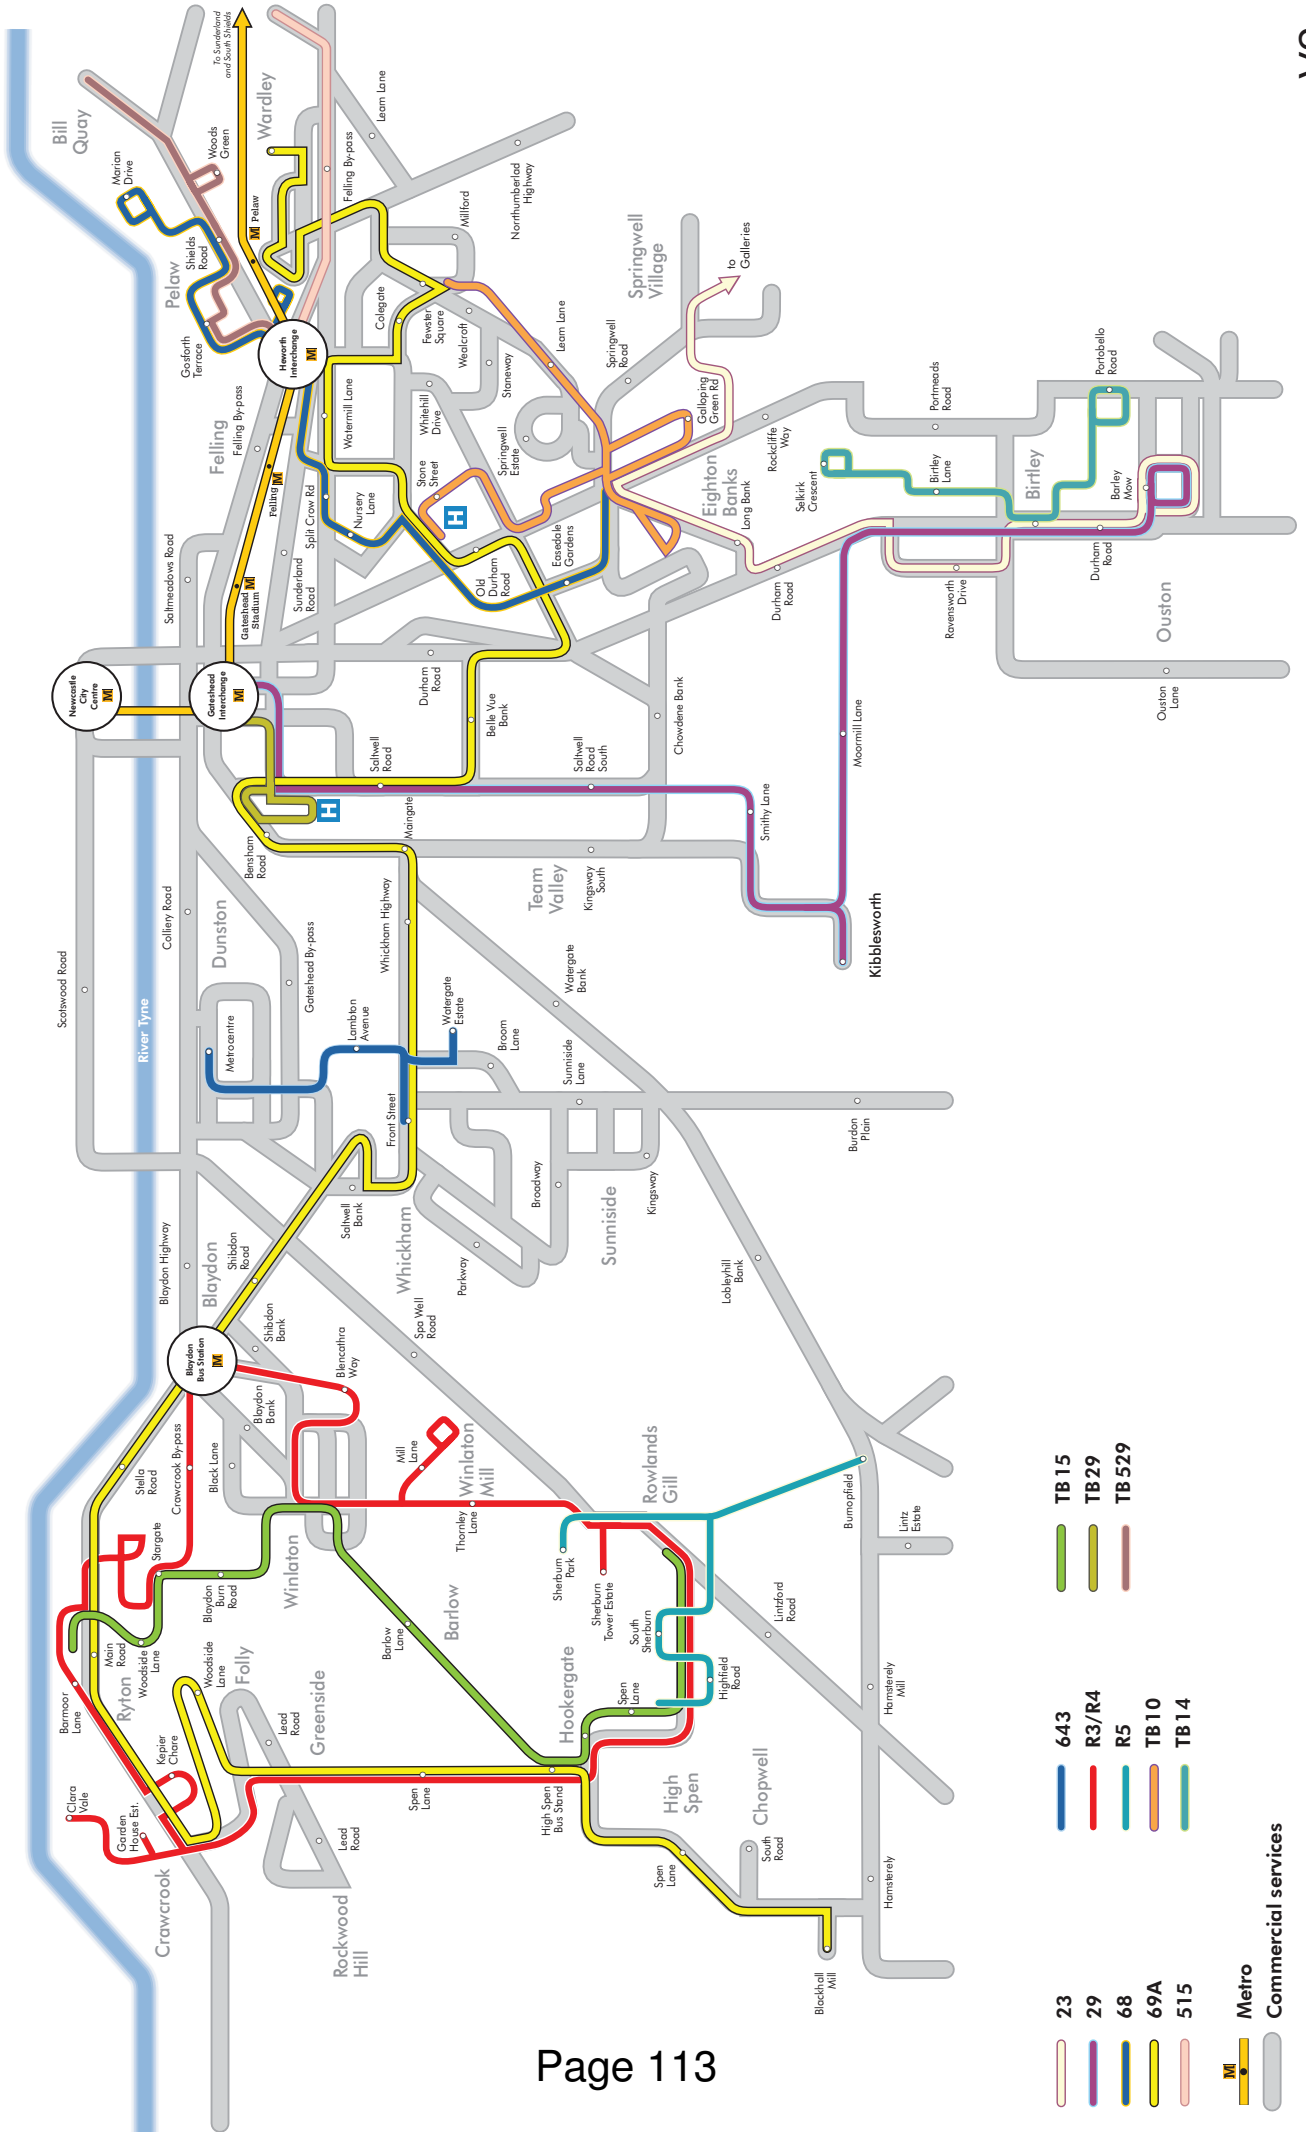 Bill
Quay
To Sunderland
and South Shields
Wardley
Woods
Green
Marian
Drive
Leam Lane
Felling By-pass
Pelaw
M
Shields
Road
Pelaw
Millford
Northumberlad
Highway
Gosforth
Terrace
Heworth
Interchange
M
Colegate
Fewster
Square
Wealcroft
Springwell
Village
to
Galleries
Leam Lane
Stoneway
Springwell
Road
Felling
Felling By-pass
Watermill Lane
Whitehill
Drive
Springwell
Estate
Galloping
Green Rd
Rockcliffe
Way
Portmeads
Road
Portobello
Road
Felling
M
Stone
Street
H
Split Crow Rd
Nursery
Lane
Eighton
Banks
Long Bank
Selkirk
Crescent
Birtley
Lane
Birtley
Barley
Mow
Saltmeadows Road
Gateshead
Stadium
M
Sunderland
Road
Old
Durham
Road
Easedale
Gardens
Durham
Road
Ravensworth
Drive
Durham
Road
Ouston
Newcastle
City
Centre
M
Gateshead
Interchange
M
Durham
Road
Belle Vue
Bank
Chowdene Bank
Ouston
Lane
Saltwell
Road
Saltwell
Road
South
Moormill Lane
Smithy Lane
H
Bensham
Road
Maingate
Team
Valley
Kingsway
South
Kibblesworth
Scotswood Road
River Tyne
Colliery Road
Dunston
Gateshead By-pass
Whickham Highway
Metrocentre
Lambton
Avenue
Watergate
Estate
Watergate
Bank
Broom
Lane
Sunniside
Lane
Front Street
Burdon
Plain
Blaydon Highway
Blaydon
Shibdon
Road
Saltwell
Bank
Whickham
Parkway
Broadway
Sunniside
Kingsway
Lobleyhill
Bank
Blaydon
Bus Station
M
Shibdon
Bank
Blencathra
Way
Spa Well
Road
Blaydon
Bank
Black Lane
Crawcrook By-pass
Stella
Road
Stargate
Mill
Lane
Winlaton
Mill
Thornley
Lane
Rowlands
Gill
Burnopfield
Lintz
Estate
Winlaton
Blaydon
Burn
Road
Barlow
Barlow
Lane
Sherburn
Park
Sherburn
Tower Estate
South
Sherburn
Lintzford
Road
Main
Road
Woodside
Lane
Ryton
Barmoor
Lane
Woodside
Lane
Folly
Lead
Road
Greenside
Hookergate
Spen
Lane
Highfield
Road
Hamsterely
Mill
Clara
Vale
Kepier
Chare
Garden
House Est.
Crawcrook
Lead
Road
Rockwood
Hill
Spen
Lane
High Spen
Bus Stand
High
Spen
Chopwell
South
Road
Spen
Lane
Hamsterely
Blackhall
Mill
Page 113
23
29
68
69A
515
643
R3/R4
R5
TB10
TB14
TB15
TB29
TB529
M
Metro
Commercial services